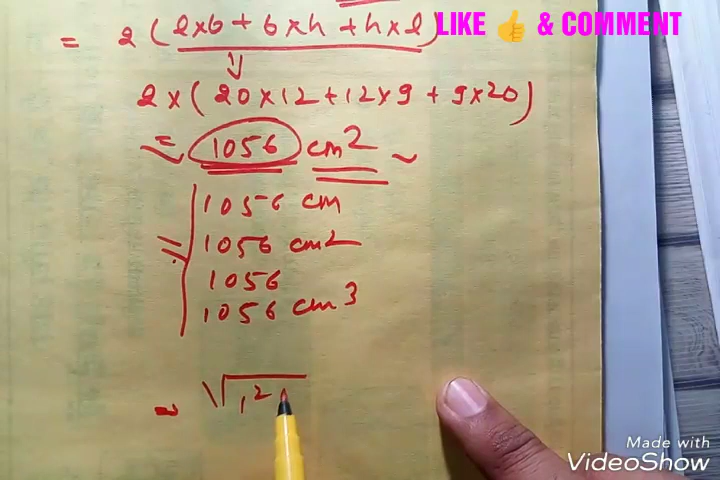 = 2 (l×b + b×h + h×l)
LIKE 👍 & COMMENT
2 × ( 20×12 + 12×9 + 9×20 )
= 1056 cm2
1056 cm
= 1056 cm2
1056
1056 cm3
⇒ √
Made with
VideoShow